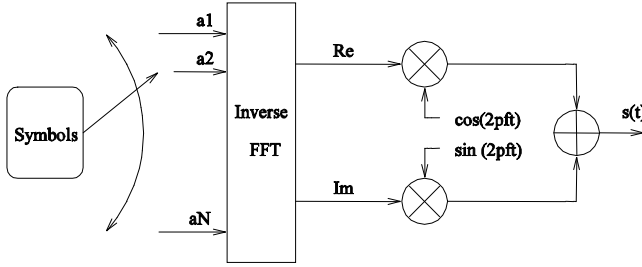 a1
a2
Symbols
aN
Inverse
FFT
Re
Im
cos(2pft)
sin (2pft)
s(t)